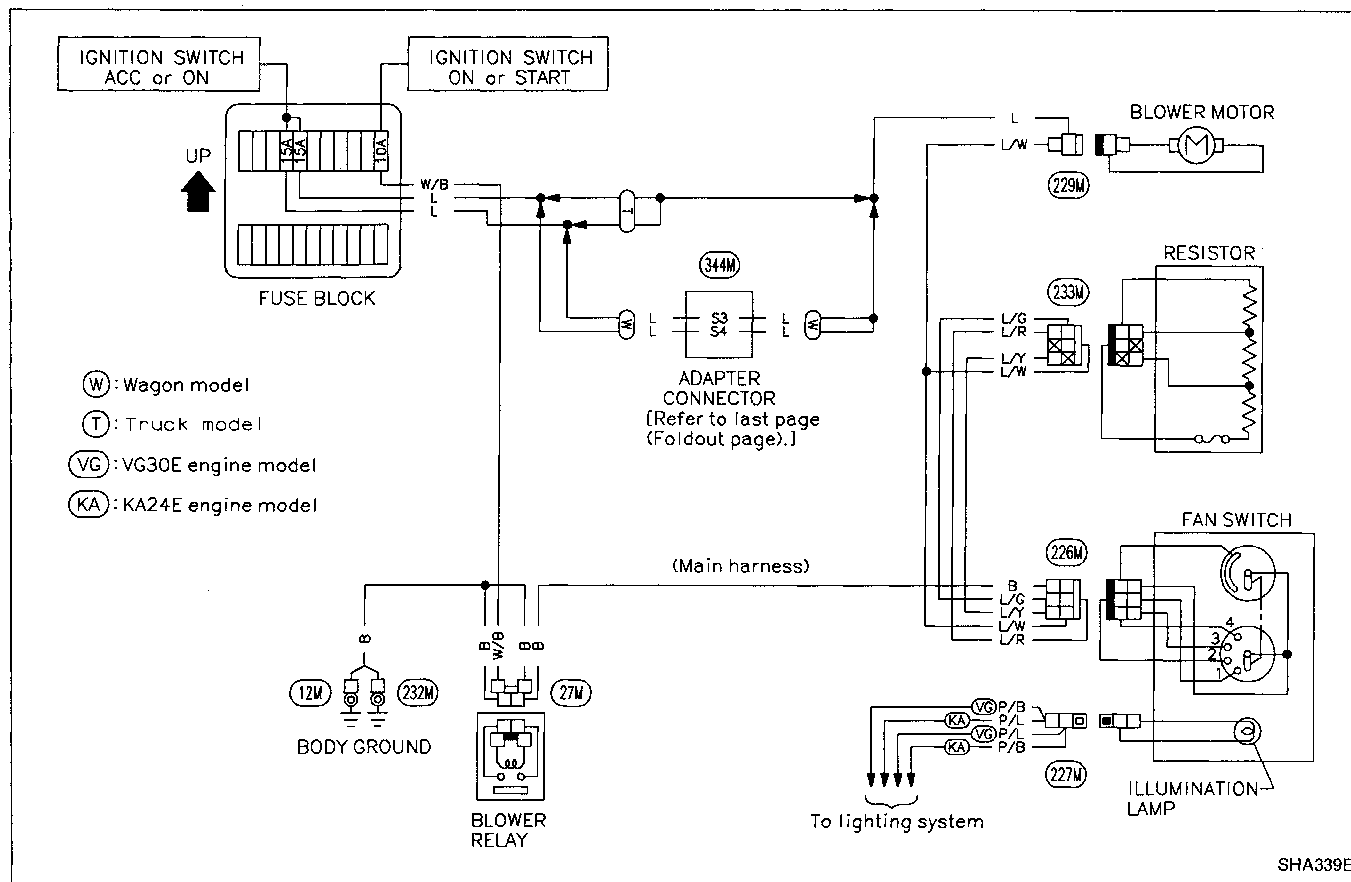 IGNITION SWITCH
ACC or ON
IGNITION SWITCH
ON or START
15A
15A
10A
UP
FUSE BLOCK
W/B
L
L
T
344M
W
L
L
S3
S4
L
L
W
ADAPTER
CONNECTOR
[Refer to last page
(Foldout page).]
W : Wagon model
T : Truck model
VG : VG30E engine model
KA : KA24E engine model
L
L/W
229M
BLOWER MOTOR
M
RESISTOR
233M
L/G
L/R
L/Y
L/W
FAN SWITCH
226M
(Main harness)
B
L/G
L/Y
L/W
L/R
4
3
2
1
B
B
W/B
B
B
12M
232M
27M
BODY GROUND
BLOWER
RELAY
VG P/B
KA P/L
VG P/L
KA P/B
227M
To lighting system
ILLUMINATION
LAMP
SHA339E